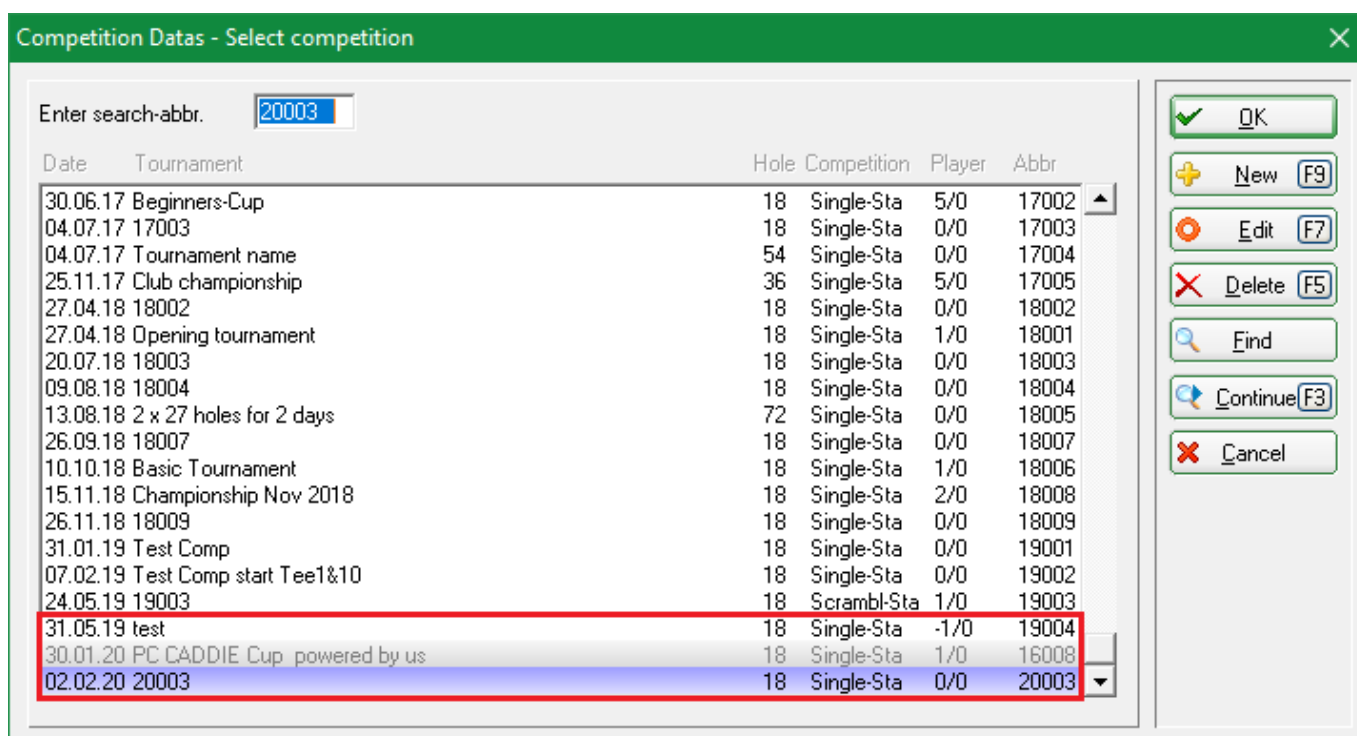 Competition Datas - Select competition
Enter search-abbr. 20003
Date Tournament Hole Competition Player Abbr
30.06.17 Beginners-Cup 18 Single-Sta 5/0 17002
04.07.17 17003 18 Single-Sta 0/0 17003
04.07.17 Tournament name 54 Single-Sta 0/0 17004
25.11.17 Club championship 36 Single-Sta 5/0 17005
27.04.18 18002 18 Single-Sta 0/0 18002
27.04.18 Opening tournament 18 Single-Sta 1/0 18001
20.07.18 18003 18 Single-Sta 0/0 18003
09.08.18 18004 18 Single-Sta 0/0 18004
13.08.18 2 x 27 holes for 2 days 72 Single-Sta 0/0 18005
26.09.18 18007 18 Single-Sta 0/0 18007
10.10.18 Basic Tournament 18 Single-Sta 1/0 18006
15.11.18 Championship Nov 2018 18 Single-Sta 2/0 18008
26.11.18 18009 18 Single-Sta 0/0 18009
31.01.19 Test Comp 18 Single-Sta 0/0 19001
07.02.19 Test Comp start Tee1&10 18 Single-Sta 0/0 19002
24.05.19 19003 18 Scrambl-Sta 1/0 19003
31.05.19 test 18 Single-Sta -1/0 19004
30.01.20 PC CADDIE Cup powered by us 18 Single-Sta 1/0 16008
02.02.20 20003 18 Single-Sta 0/0 20003
OK
New F9
Edit F7
Delete F5
Find
Continue F3
Cancel